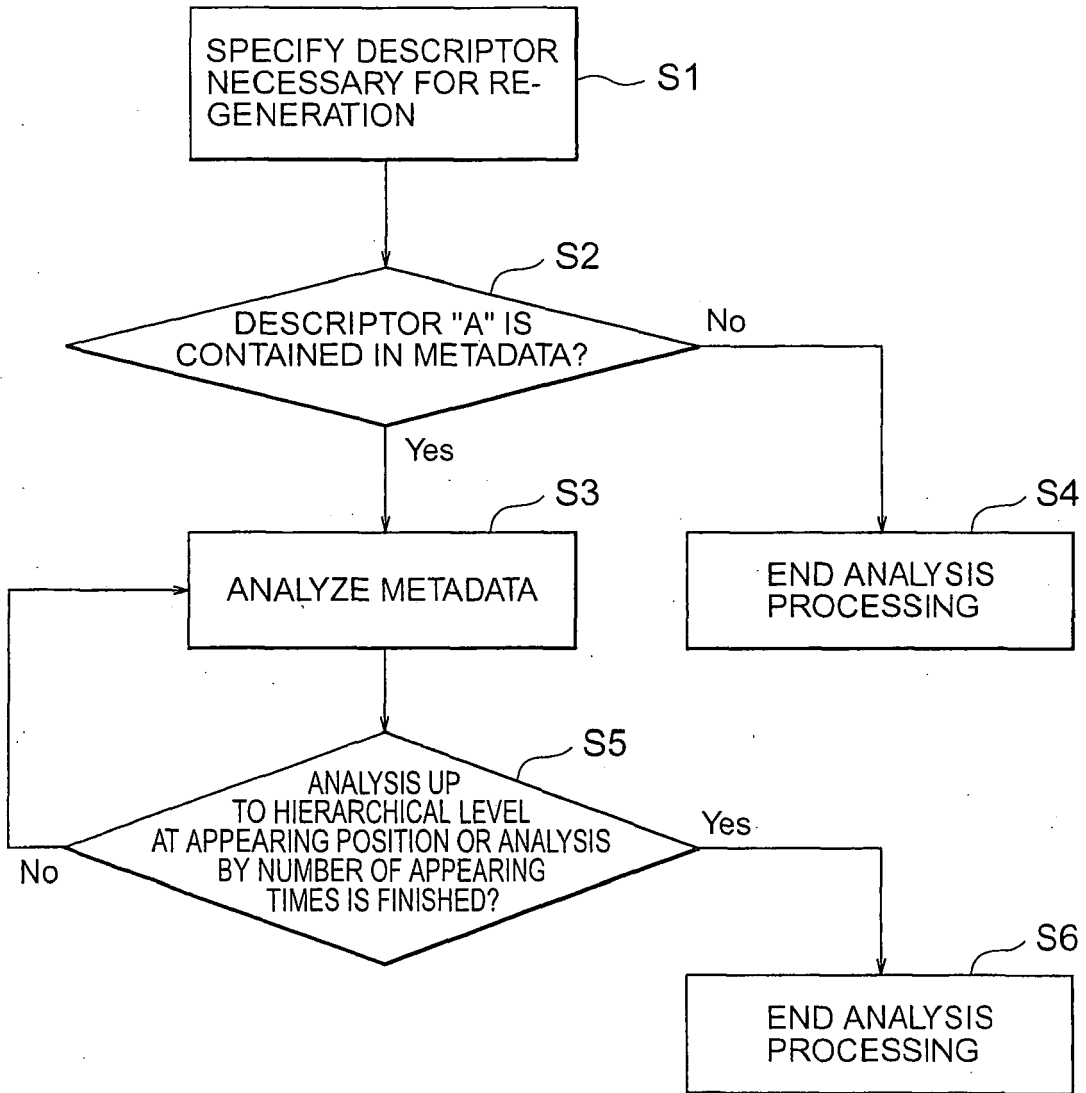 SPECIFY DESCRIPTOR
NECESSARY FOR RE-
GENERATION
S1
S2
DESCRIPTOR "A" IS
CONTAINED IN METADATA?
No
Yes
S3
ANALYZE METADATA
S4
END ANALYSIS
PROCESSING
S5
ANALYSIS UP
TO HIERARCHICAL LEVEL
AT APPEARING POSITION OR ANALYSIS
BY NUMBER OF APPEARING
TIMES IS FINISHED?
No
Yes
S6
END ANALYSIS
PROCESSING